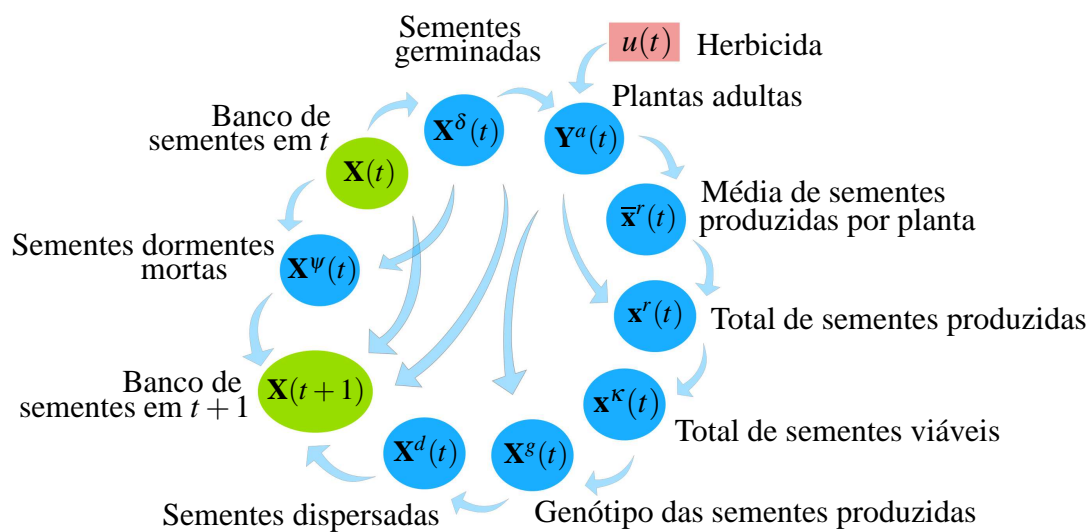 Sementes
germinadas
u(t)
Herbicida
Banco de
sementes em t
X^δ(t)
Plantas adultas
Y^a(t)
X(t)
Média de sementes
produzidas por planta
x̅^r(t)
Sementes dormentes
mortas
X^ψ(t)
x^r(t)
Total de sementes produzidas
Banco de
sementes em t + 1
X(t+1)
x^κ(t)
Total de sementes viáveis
X^d(t)
X^g(t)
Sementes dispersadas
Genótipo das sementes produzidas